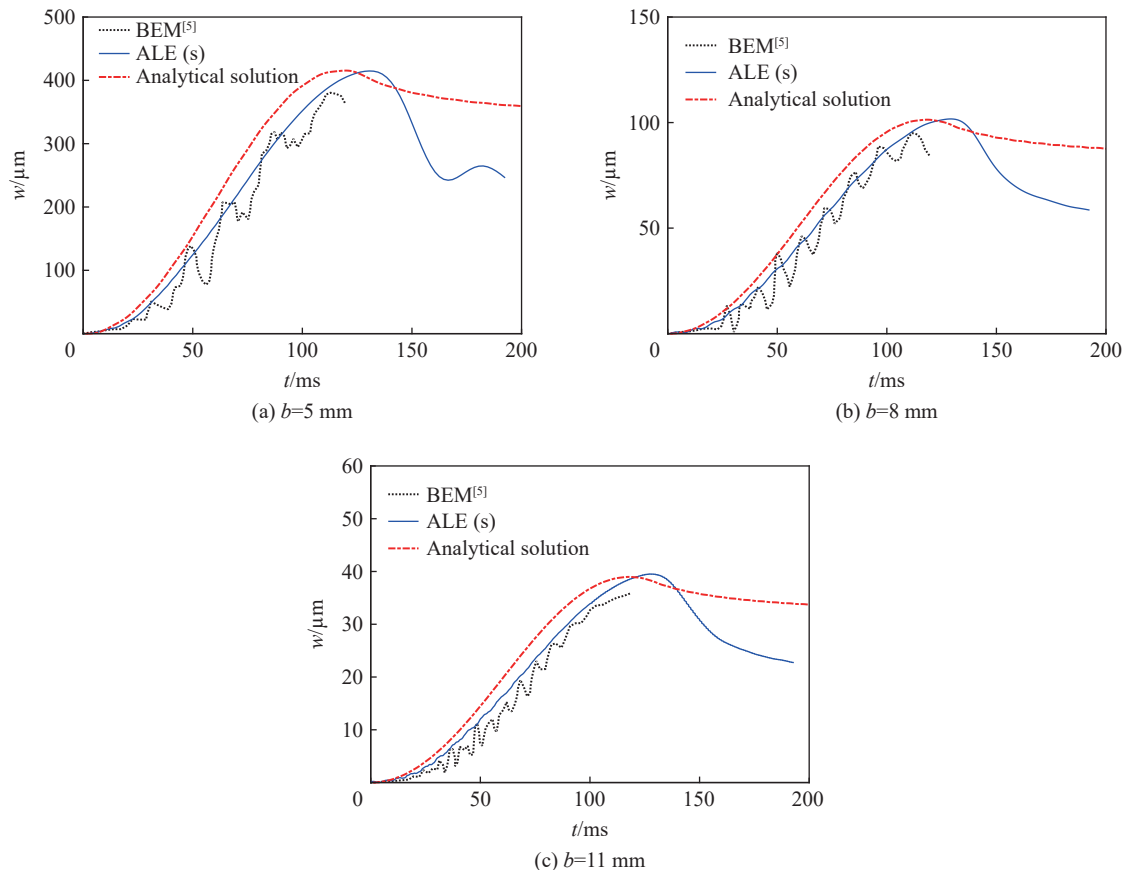 500
400
300
200
100
0
50
100
150
200
w/μm
t/ms
BEM[5]
ALE (s)
Analytical solution
(a) b=5 mm
150
100
50
0
50
100
150
200
w/μm
t/ms
BEM[5]
ALE (s)
Analytical solution
(b) b=8 mm
60
50
40
30
20
10
0
50
100
150
200
w/μm
t/ms
BEM[5]
ALE (s)
Analytical solution
(c) b=11 mm